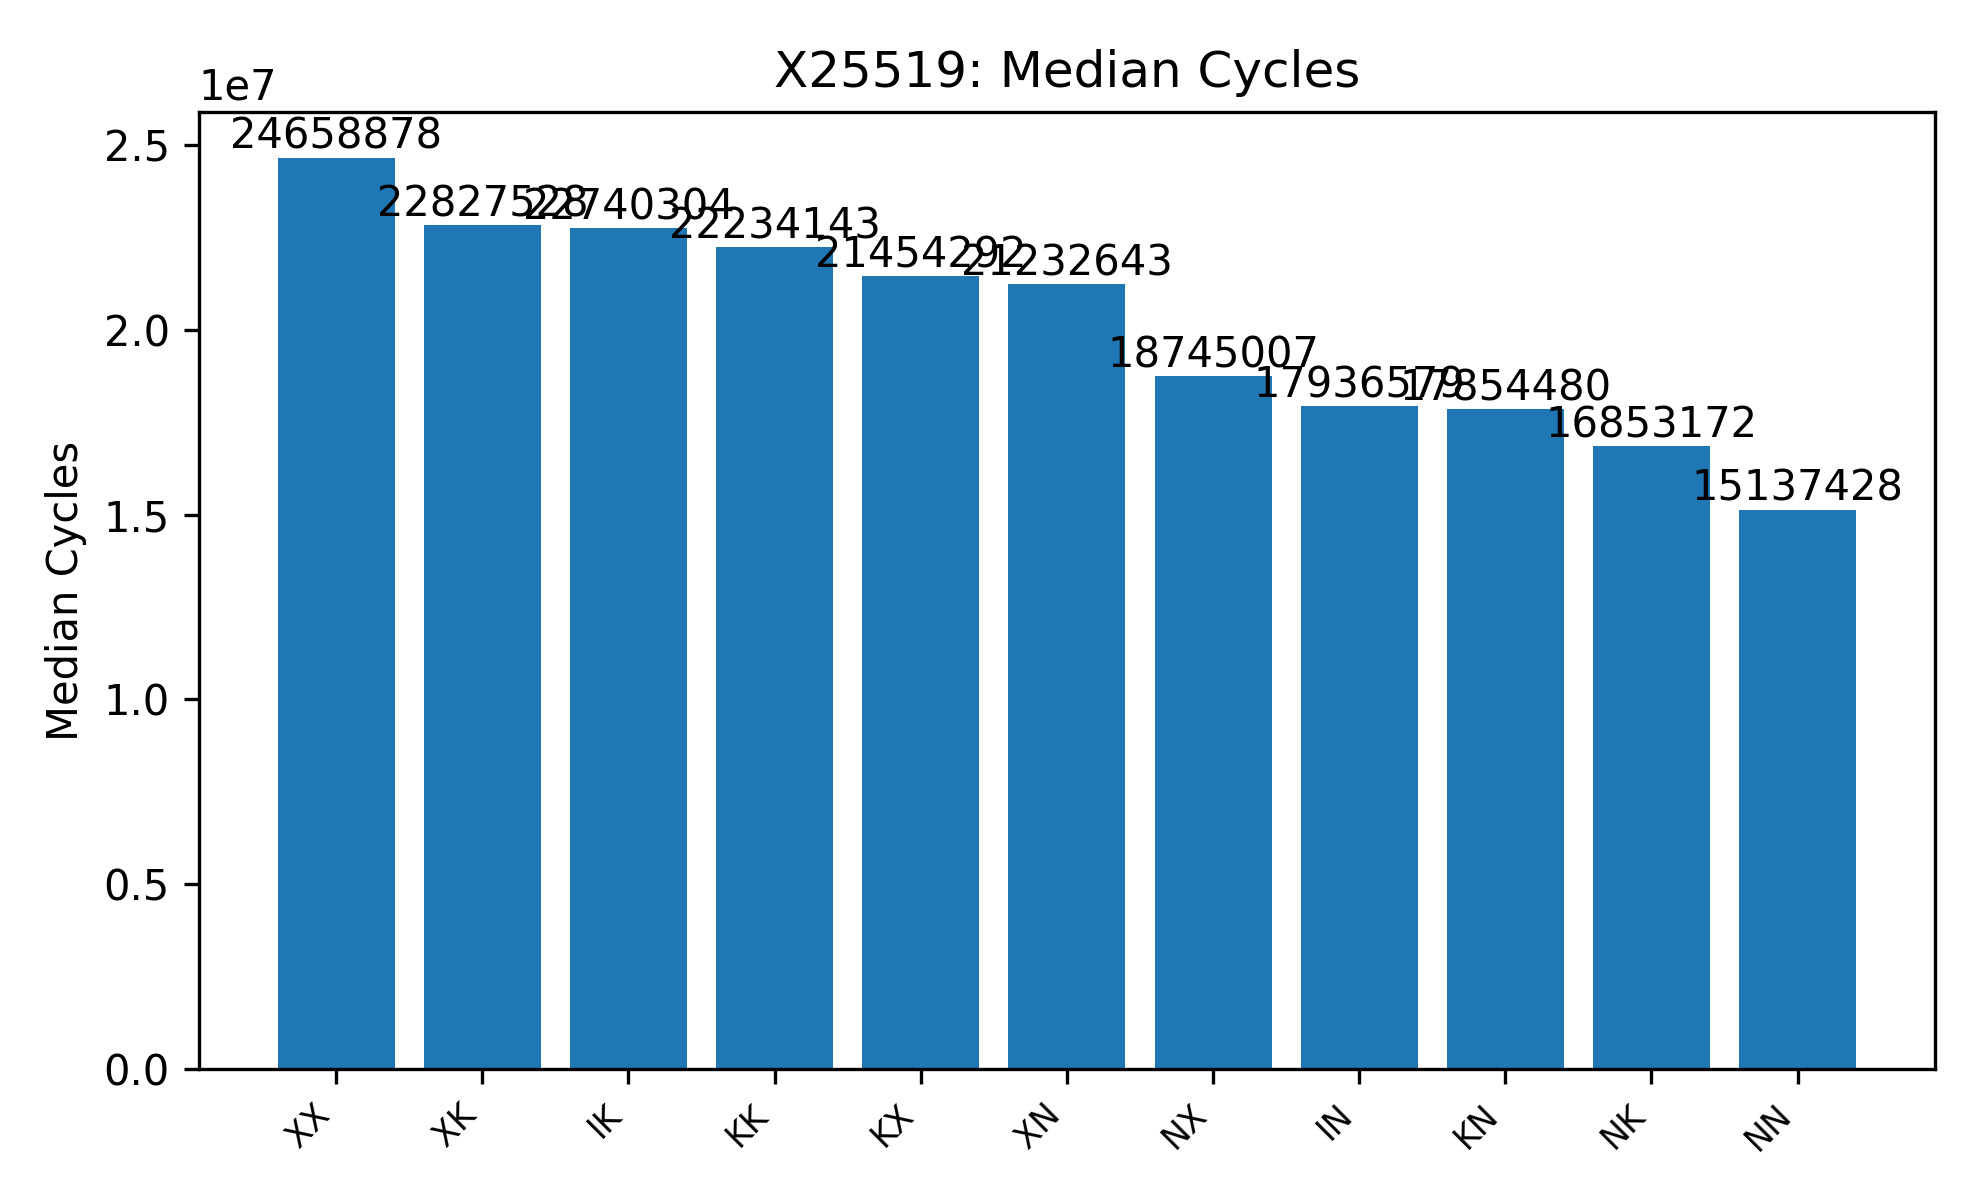 X25519: Median Cycles
1e7
2.5
2.0
1.5
1.0
0.5
0.0
Median Cycles
24658878
22827528
22740304
22234143
21454292
21232643
18745007
17936579
17854480
16853172
15137428
XX
XK
IK
KK
KX
XN
NX
IN
KN
NK
NN